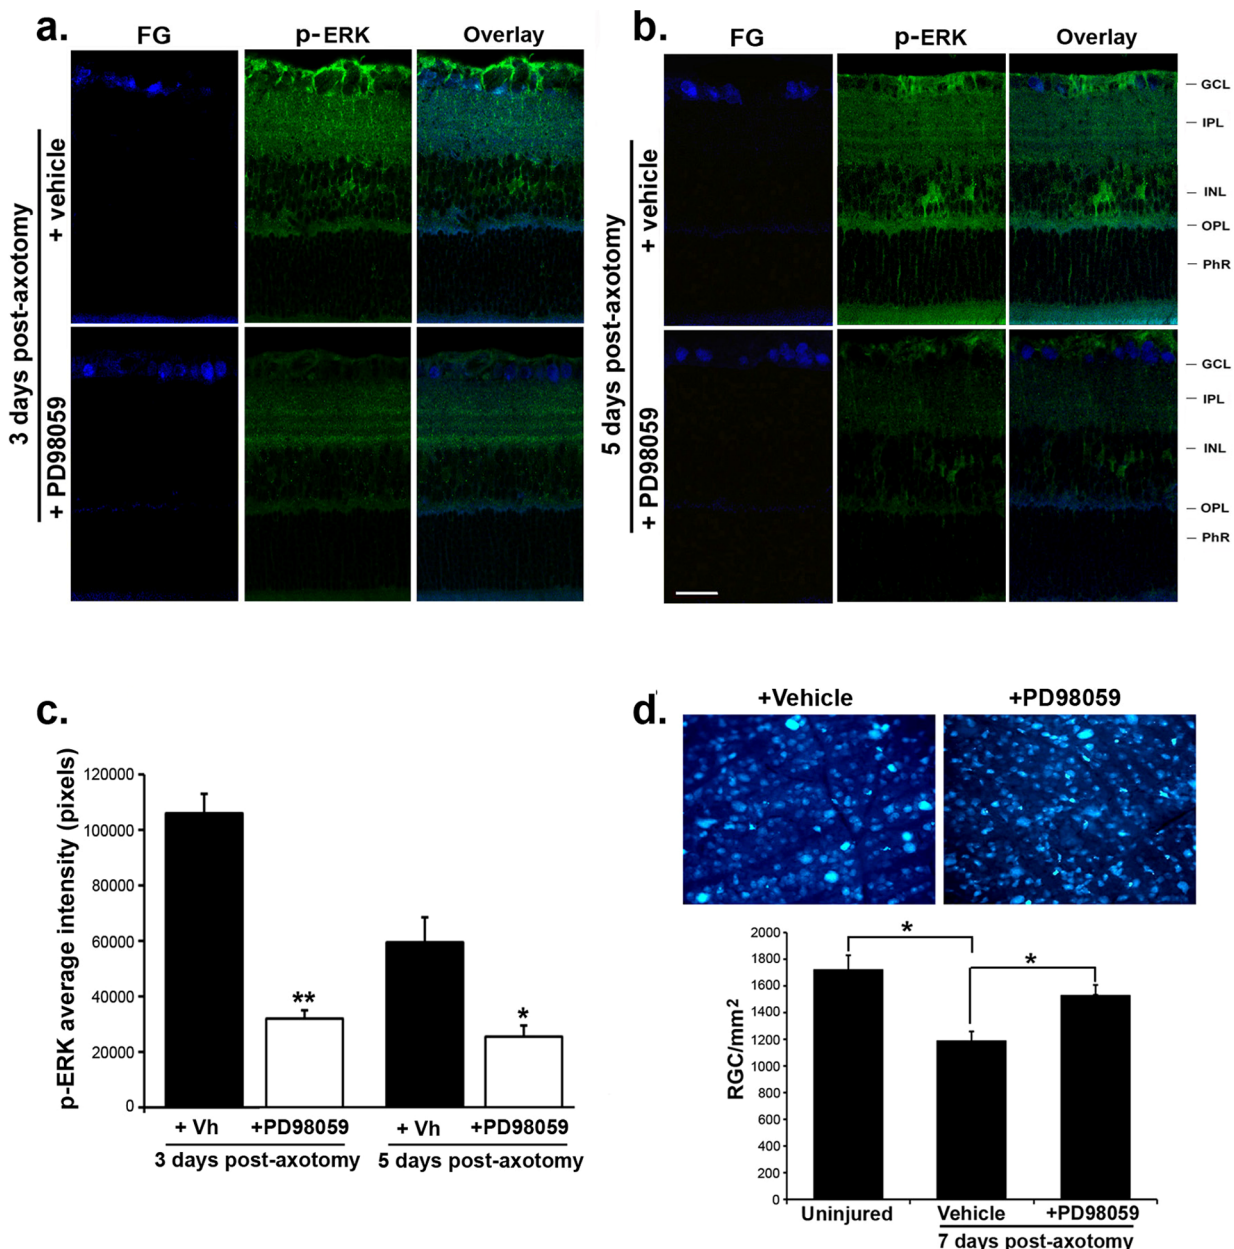 a.
FG
p-ERK
Overlay
3 days post-axotomy
+ vehicle
+ PD98059
b.
FG
p-ERK
Overlay
5 days post-axotomy
+ vehicle
+ PD98059
GCL
IPL
INL
OPL
PhR
GCL
IPL
INL
OPL
PhR
c.
p-ERK average intensity (pixels)
120000
100000
80000
60000
40000
20000
0
**
*
+ Vh
+PD98059
+ Vh
+PD98059
3 days post-axotomy
5 days post-axotomy
d.
+Vehicle
+PD98059
RGC/mm²
2000
1800
1600
1400
1200
1000
800
600
400
200
0
*
*
Uninjured
Vehicle
+PD98059
7 days post-axotomy